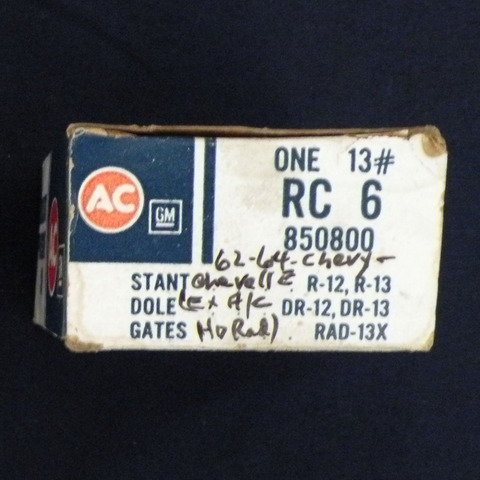 AC
GM
ONE 13#
RC 6
850800
62-64-Chevy-
STANT Chevelle R-12, R-13
DOLE (Ex A/C DR-12, DR-13
GATES HD Rad) RAD-13X